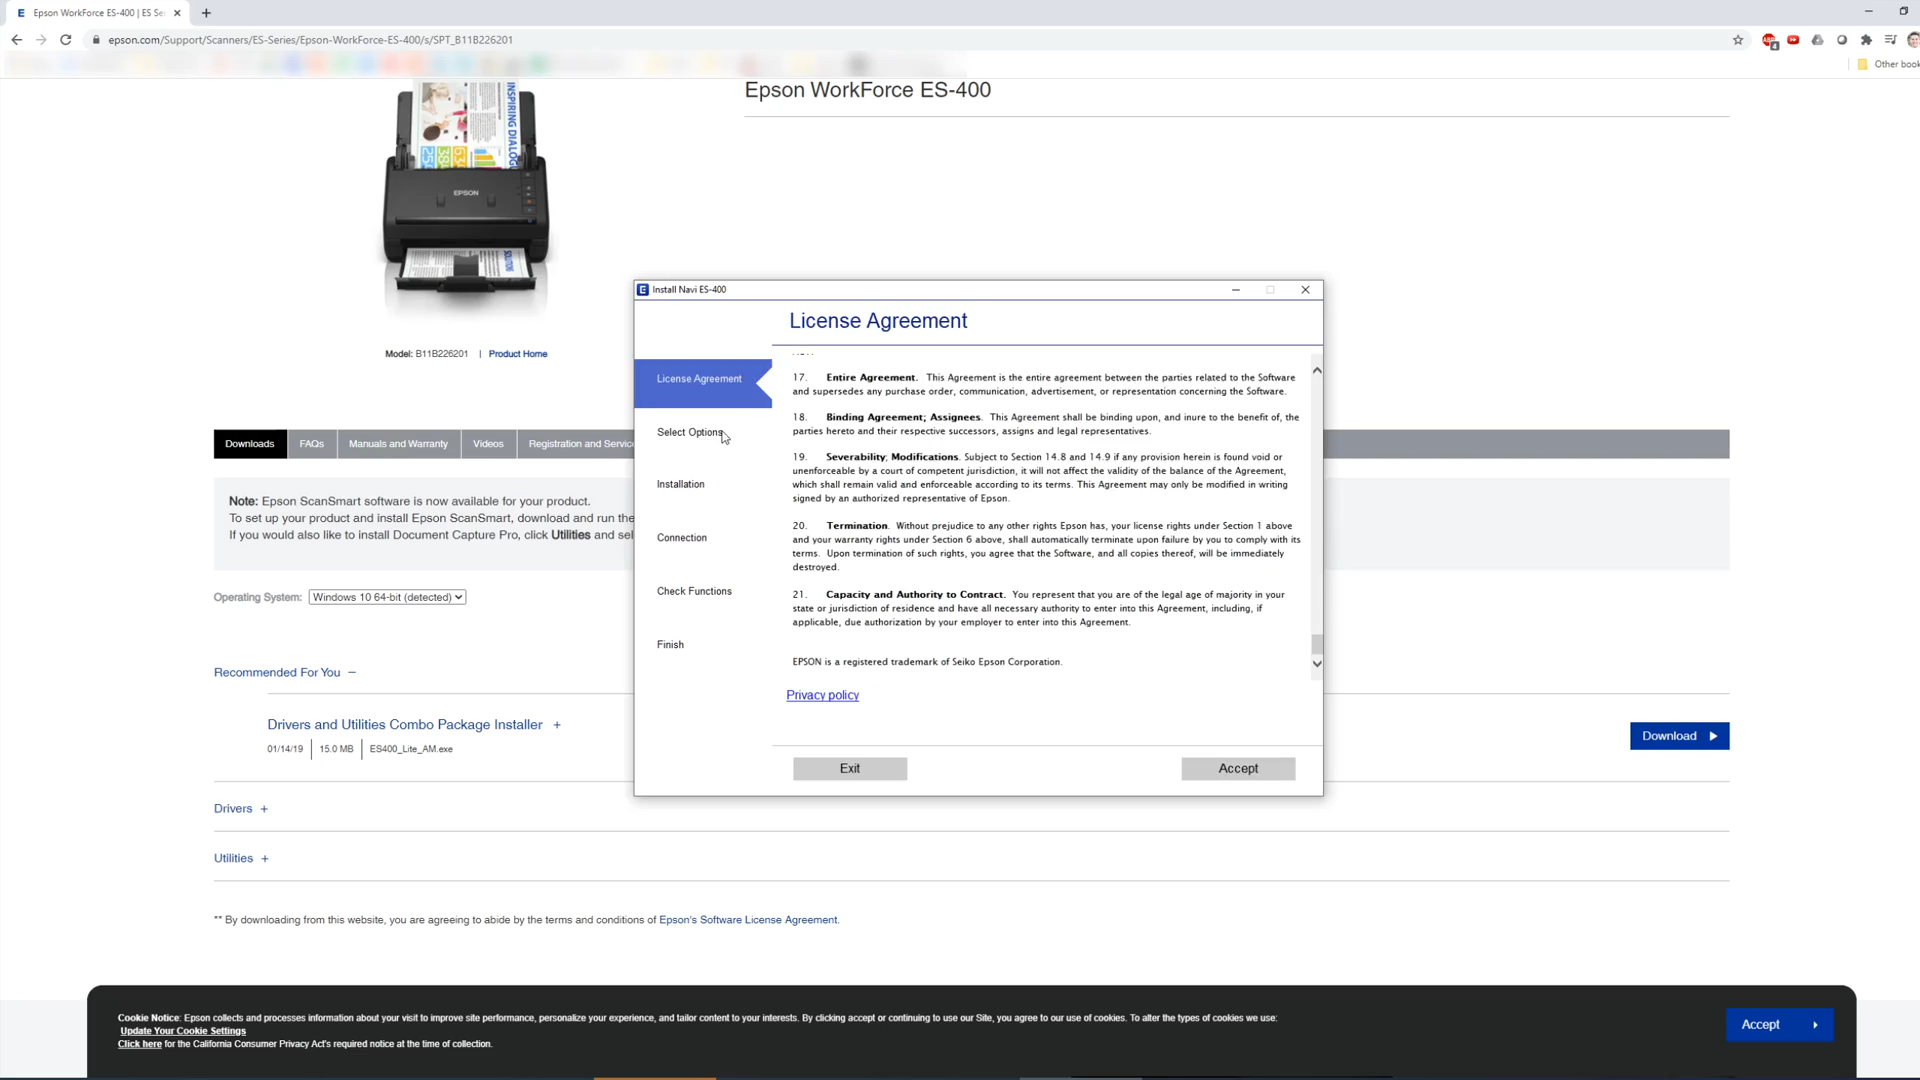 Epson WorkForce ES-400 | ES Se
epson.com/Support/Scanners/ES-Series/Epson-WorkForce-ES-400/s/SPT_B11B226201
Other book
Epson WorkForce ES-400
INSPIRING DIALOG
EPSON
Model: B11B226201 | Product Home
Downloads
FAQs
Manuals and Warranty
Videos
Registration and Service
Note: Epson ScanSmart software is now available for your product.
To set up your product and install Epson ScanSmart, download and run the
If you would also like to install Document Capture Pro, click Utilities and sel
Operating System: Windows 10 64-bit (detected)
Recommended For You −
Drivers and Utilities Combo Package Installer +
01/14/19 | 15.0 MB | ES400_Lite_AM.exe
Download
Drivers +
Utilities +
** By downloading from this website, you are agreeing to abide by the terms and conditions of Epson's Software License Agreement.
Install Navi ES-400
License Agreement
License Agreement
Select Options
Installation
Connection
Check Functions
Finish
17. Entire Agreement. This Agreement is the entire agreement between the parties related to the Software
and supersedes any purchase order, communication, advertisement, or representation concerning the Software.
18. Binding Agreement; Assignees. This Agreement shall be binding upon, and inure to the benefit of, the
parties hereto and their respective successors, assigns and legal representatives.
19. Severability; Modifications. Subject to Section 14.8 and 14.9 if any provision herein is found void or
unenforceable by a court of competent jurisdiction, it will not affect the validity of the balance of the Agreement,
which shall remain valid and enforceable according to its terms. This Agreement may only be modified in writing
signed by an authorized representative of Epson.
20. Termination. Without prejudice to any other rights Epson has, your license rights under Section 1 above
and your warranty rights under Section 6 above, shall automatically terminate upon failure by you to comply with its
terms. Upon termination of such rights, you agree that the Software, and all copies thereof, will be immediately
destroyed.
21. Capacity and Authority to Contract. You represent that you are of the legal age of majority in your
state or jurisdiction of residence and have all necessary authority to enter into this Agreement, including, if
applicable, due authorization by your employer to enter into this Agreement.
EPSON is a registered trademark of Seiko Epson Corporation.
Privacy policy
Exit
Accept
Cookie Notice: Epson collects and processes information about your visit to improve site performance, personalize your experience, and tailor content to your interests. By clicking accept or continuing to use our Site, you agree to our use of cookies. To alter the types of cookies we use:
Update Your Cookie Settings
Click here for the California Consumer Privacy Act's required notice at the time of collection.
Accept